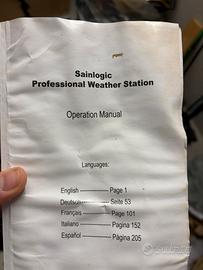 Sainlogic
Professional Weather Station
Operation Manual
Languages:
English ———— Page 1
Deutsch ———— Seite 53
Français ———— Page 101
Italiano ———— Pagina 152
Español ———— Página 205